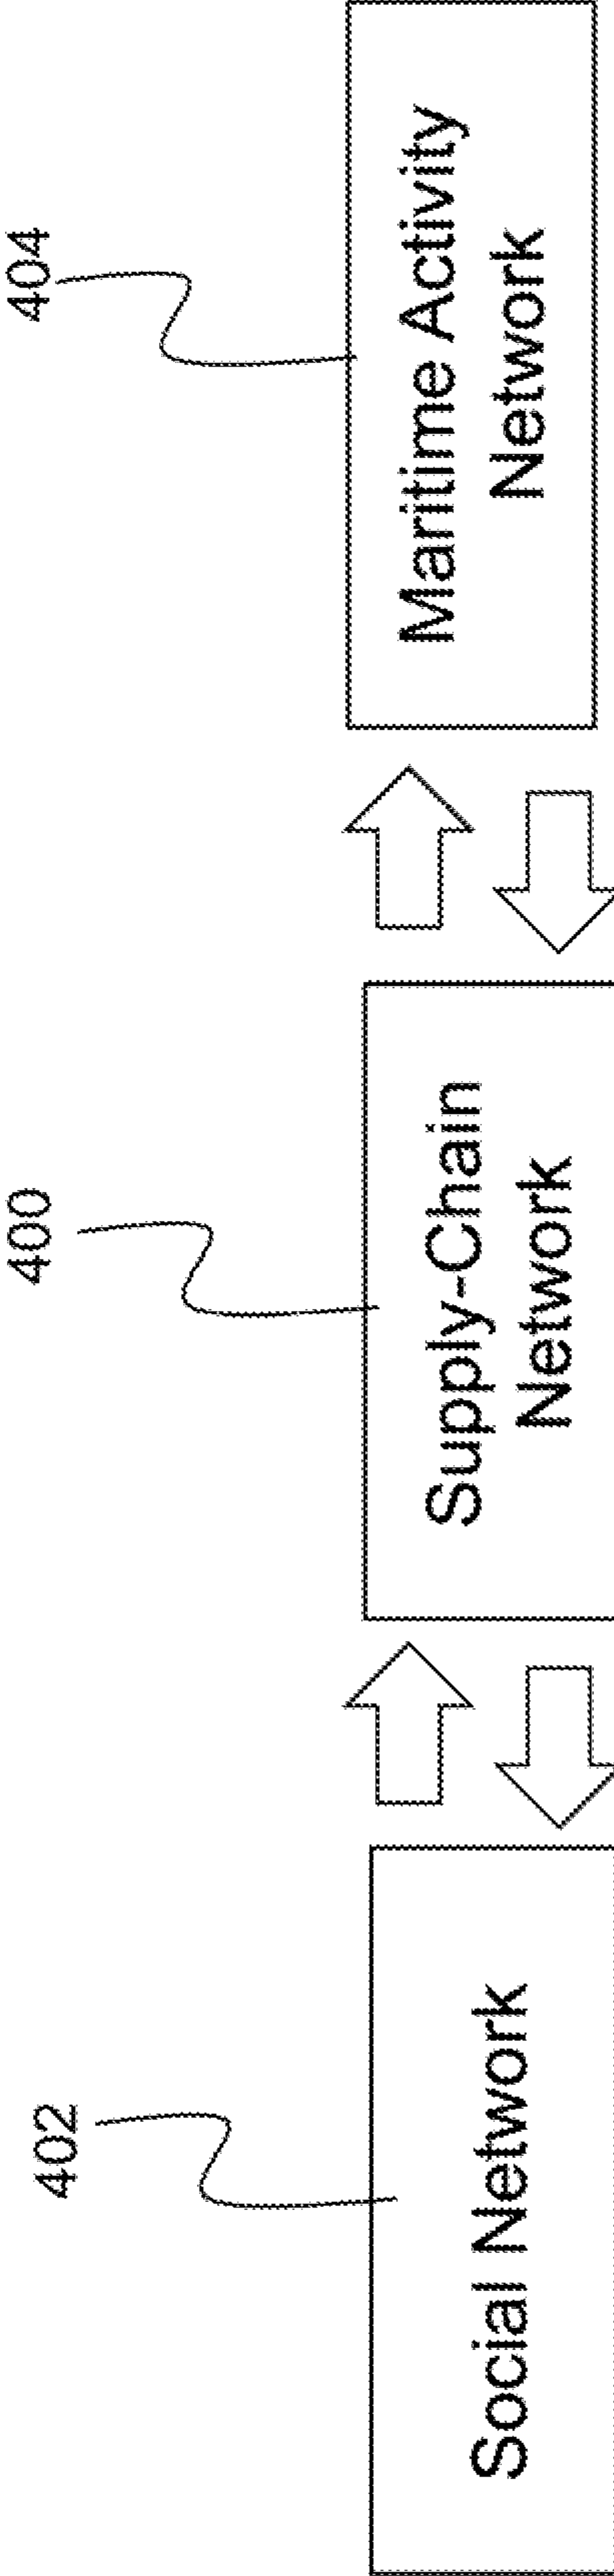 402
400
404
Social Network
Supply-Chain
Network
Maritime Activity
Network